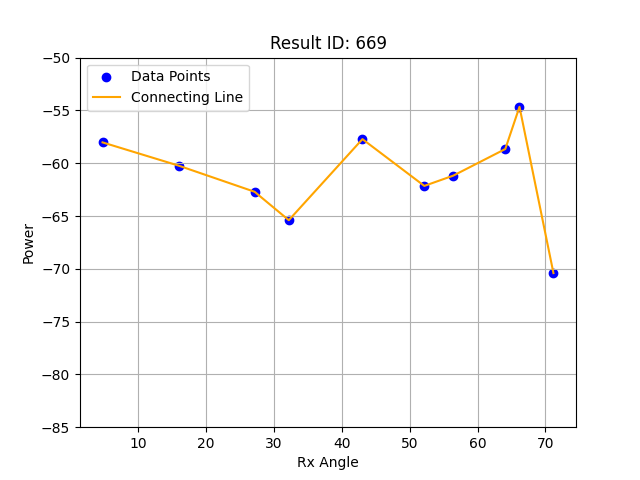 Result ID: 669
Data Points
Connecting Line
Power
−50
−55
−60
−65
−70
−75
−80
−85
10 20 30 40 50 60 70
Rx Angle